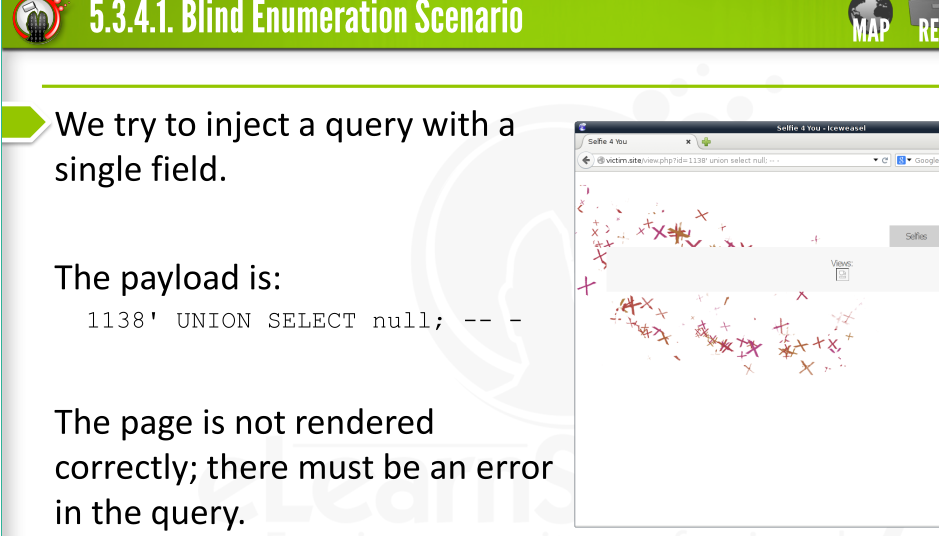 5.3.4.1. Blind Enumeration Scenario
MAP
We try to inject a query with a
single field.
The payload is:
1138' UNION SELECT null; -- -
The page is not rendered
correctly; there must be an error
in the query.
Selfie 4 You - Iceweasel
Selfie 4 You
victim.site/view.php?id=1138' union select null; -- -
Google
Selfies
Views: